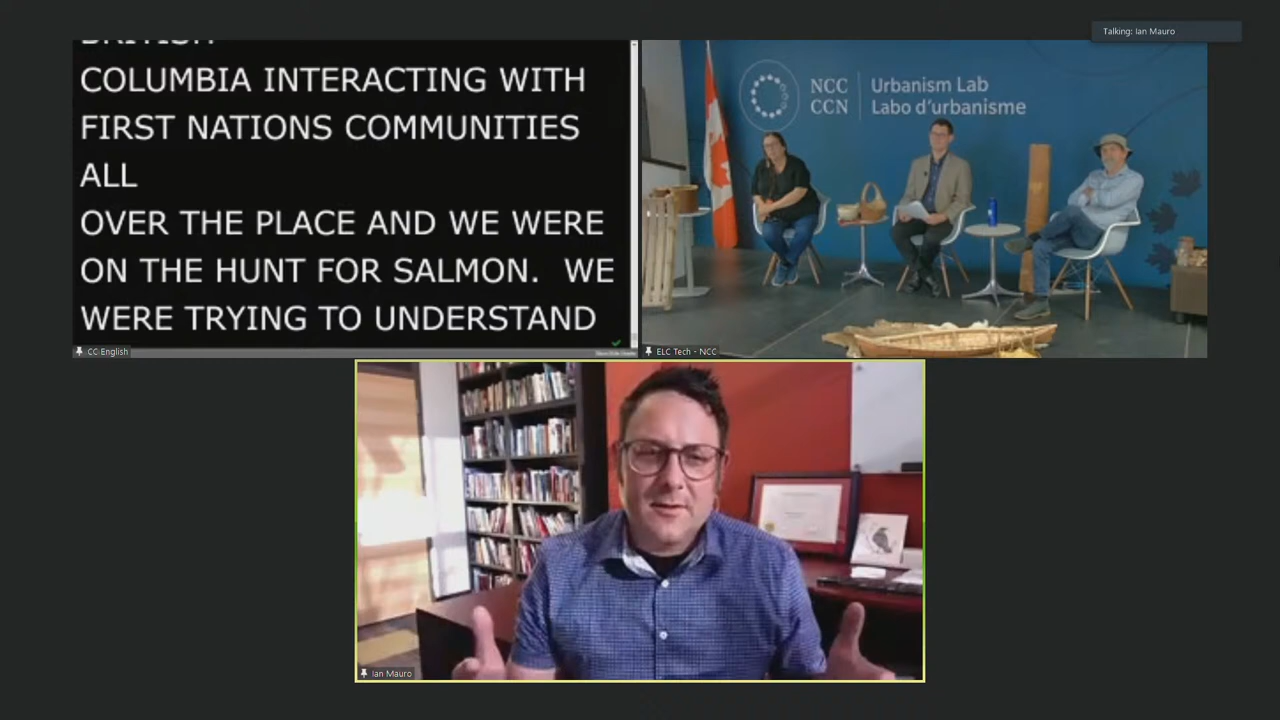 Talking: Ian Mauro
COLUMBIA INTERACTING WITH
FIRST NATIONS COMMUNITIES
ALL
OVER THE PLACE AND WE WERE
ON THE HUNT FOR SALMON.  WE
WERE TRYING TO UNDERSTAND
CC English
NCC
CCN
Urbanism Lab
Labo d'urbanisme
ELC Tech - NCC
Ian Mauro